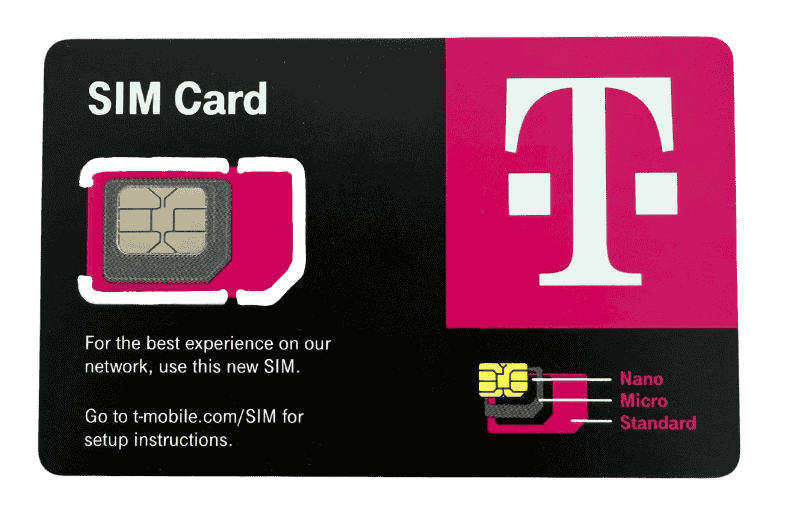 SIM Card
T
For the best experience on our
network, use this new SIM.
Go to t-mobile.com/SIM for
setup instructions.
Nano
Micro
Standard